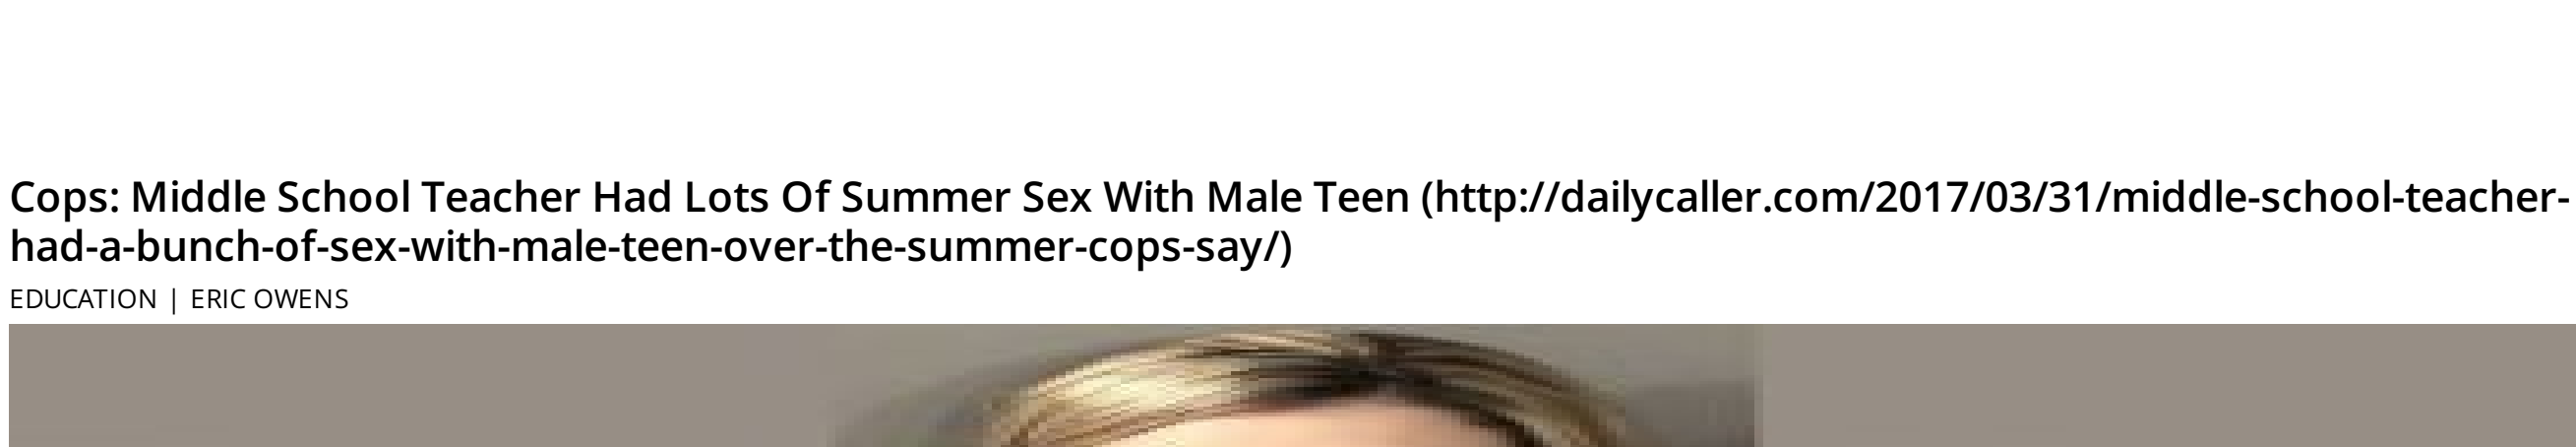 Cops: Middle School Teacher Had Lots Of Summer Sex With Male Teen (http://dailycaller.com/2017/03/31/middle-school-teacher-
had-a-bunch-of-sex-with-male-teen-over-the-summer-cops-say/)
EDUCATION | ERIC OWENS